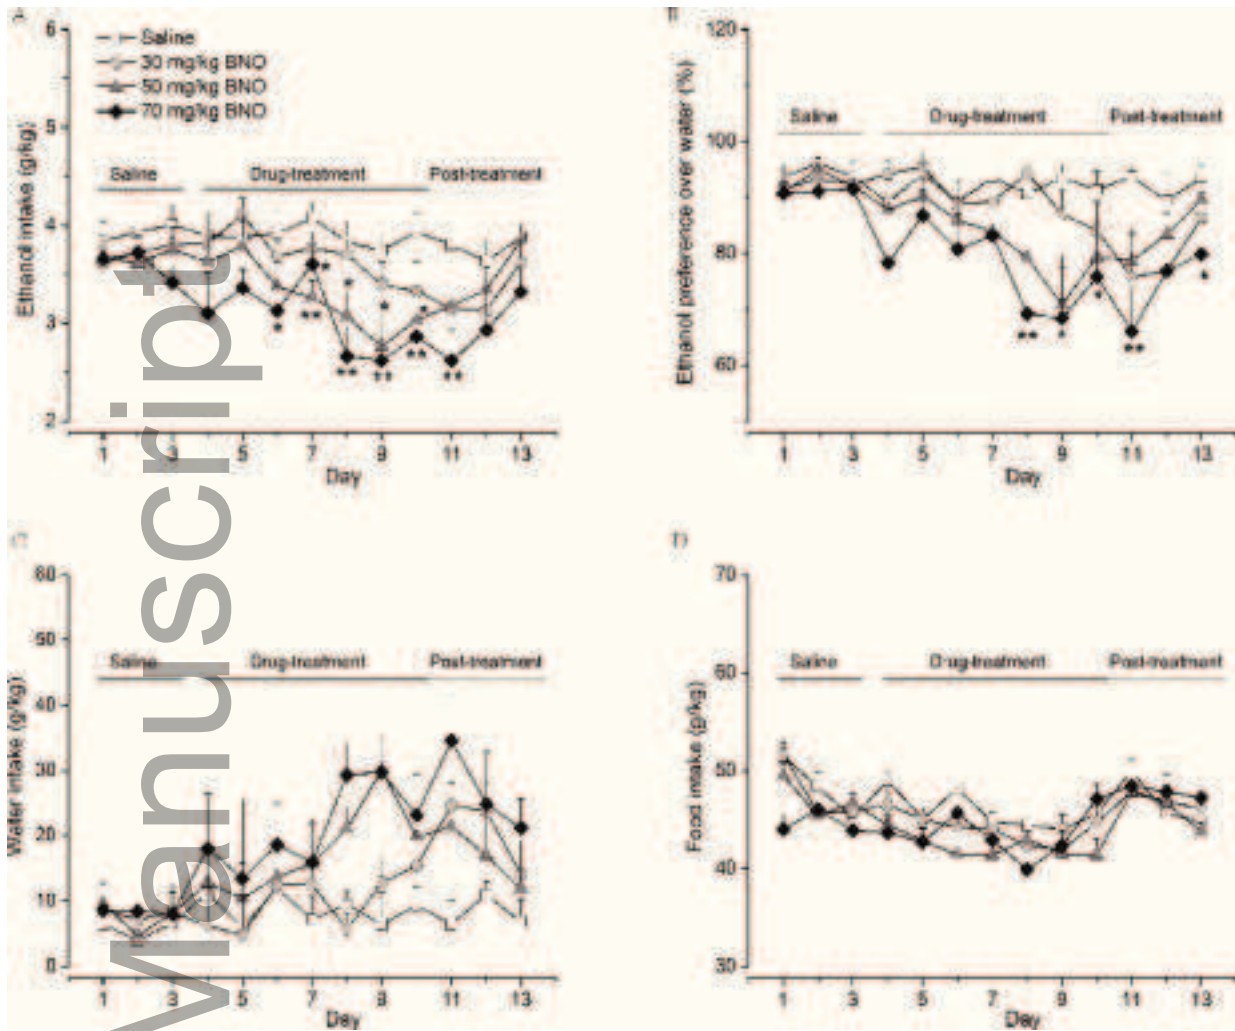 6
Saline
30 mg/kg BNO
50 mg/kg BNO
70 mg/kg BNO
5
Saline Drug-treatment Post-treatment
4
3
2
Ethanol intake (g/kg)
1 3 5 7 9 11 13
Day
* ** * ** * ** * ** **
120
Saline Drug-treatment Post-treatment
100
80
60
Ethanol preference over water (%)
** * * ** *
1 3 5 7 9 11 13
Day
60
50
Saline Drug-treatment Post-treatment
40
30
20
10
0
Water intake (g/kg)
1 3 5 7 9 11 13
Day
70
Saline Drug-treatment Post-treatment
60
50
40
30
Food intake (g/kg)
1 3 5 7 9 11 13
Day
Manuscript